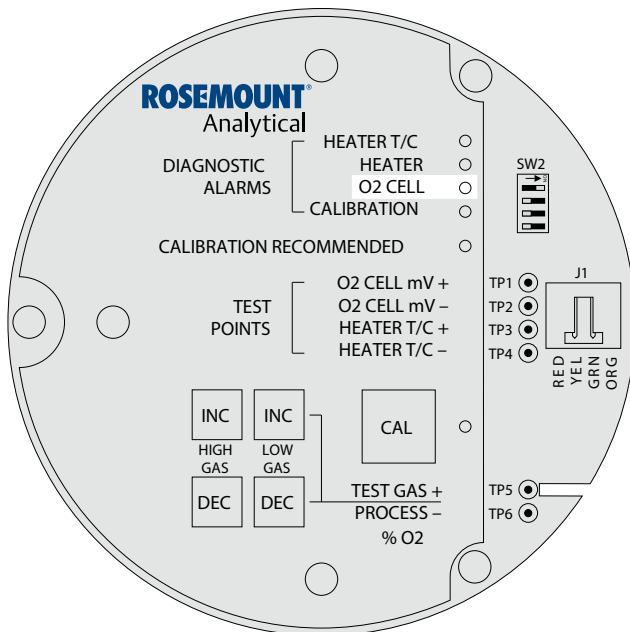 ROSEMOUNT®
Analytical
DIAGNOSTIC
ALARMS
HEATER T/C
HEATER
O2 CELL
CALIBRATION
CALIBRATION RECOMMENDED
SW2
TEST
POINTS
O2 CELL mV +
O2 CELL mV –
HEATER T/C +
HEATER T/C –
TP1
TP2
TP3
TP4
J1
RED
YEL
GRN
ORG
INC
INC
HIGH
GAS
LOW
GAS
DEC
DEC
CAL
TEST GAS +
PROCESS –
% O2
TP5
TP6